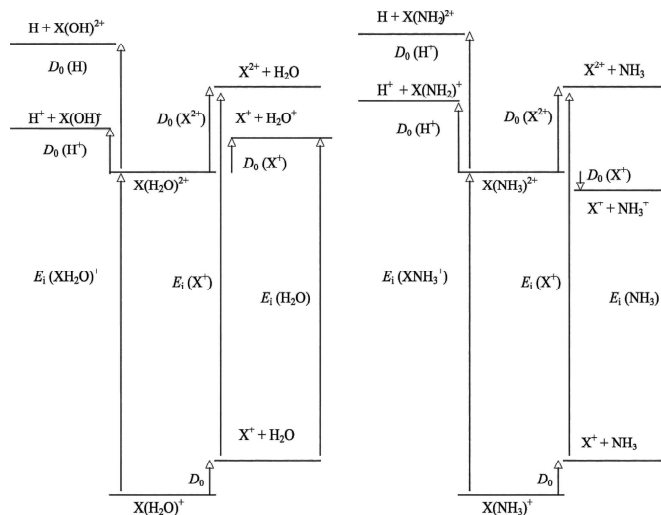 H + X(OH)²⁺
D₀ (H)
H⁺ + X(OH)⁺
D₀ (H⁺)
X(H₂O)²⁺
X²⁺ + H₂O
D₀ (X²⁺)
X⁺ + H₂O⁺
D₀ (X⁺)
Eᵢ (XH₂O)⁺
Eᵢ (X⁺)
Eᵢ (H₂O)
X⁺ + H₂O
D₀
X(H₂O)⁺
H + X(NH₂)²⁺
D₀ (H⁺)
H⁺ + X(NH₂)⁺
D₀ (H⁺)
X(NH₃)²⁺
X²⁺ + NH₃
D₀ (X²⁺)
D₀ (X⁺)
X⁺ + NH₃⁺
Eᵢ (XNH₃⁺)
Eᵢ (X⁺)
Eᵢ (NH₃)
X⁺ + NH₃
D₀
X(NH₃)⁺